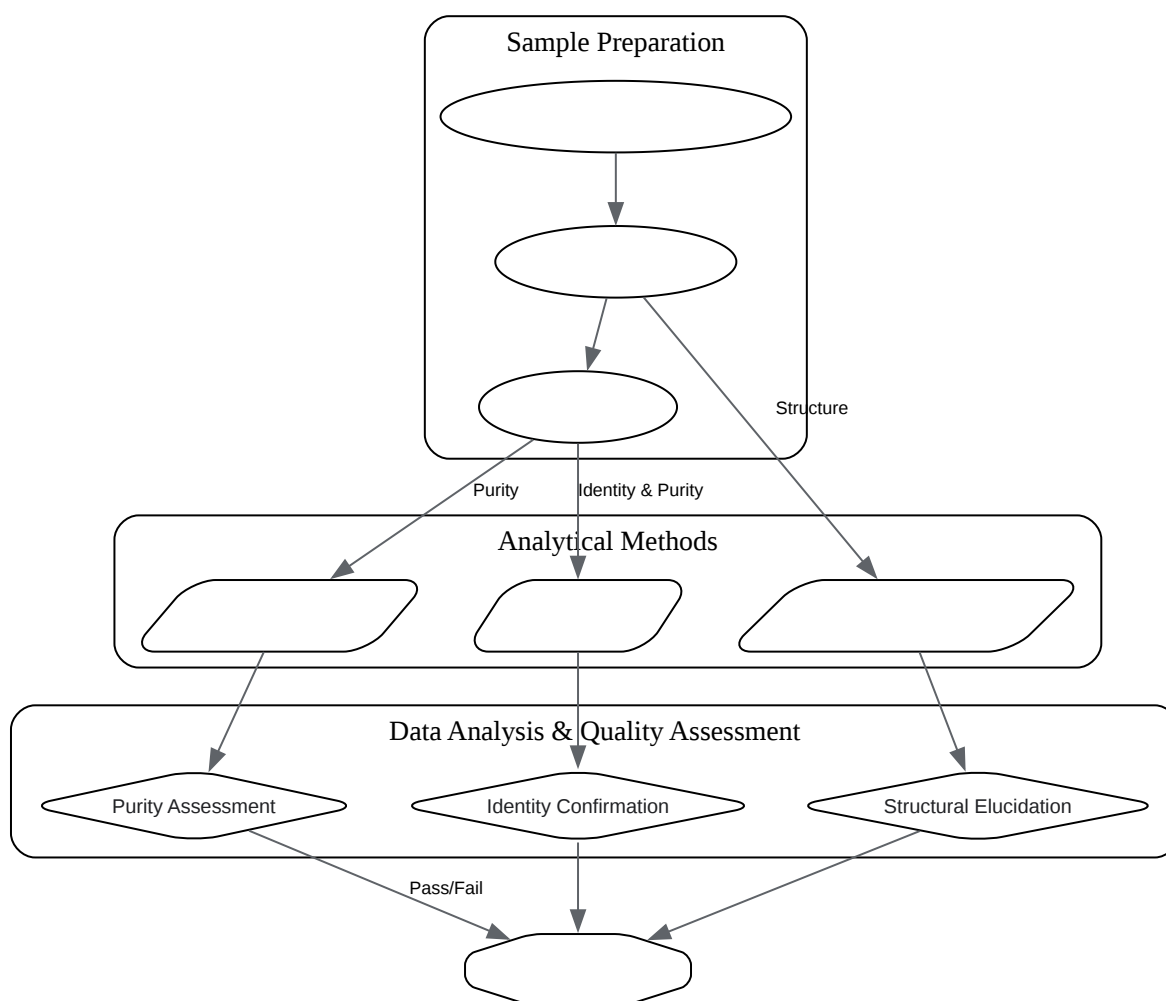 Sample Preparation
Structure
Purity
Identity & Purity
Analytical Methods
Data Analysis & Quality Assessment
Purity Assessment
Identity Confirmation
Structural Elucidation
Pass/Fail